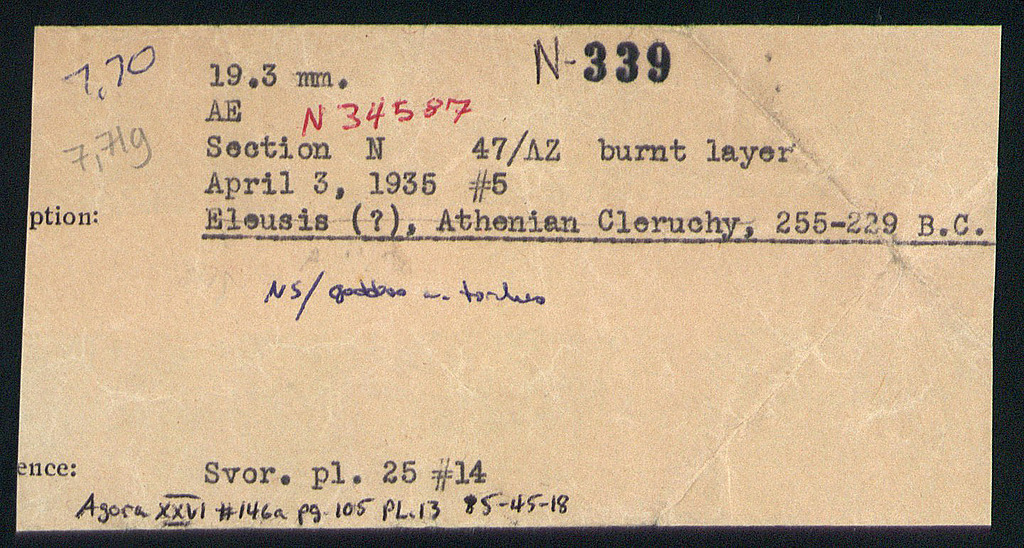 7,70
19.3 mm.
N-339
AE
N 34587
7,71g
Section N 47/ΛZ burnt layer
April 3, 1935 #5
ption:
Eleusis (?), Athenian Cleruchy, 255-229 B.C.
NS/ goddess w. torches
ence:
Svor. pl. 25 #14
Agora XXVI #146a pg. 105 PL.13 85-45-18